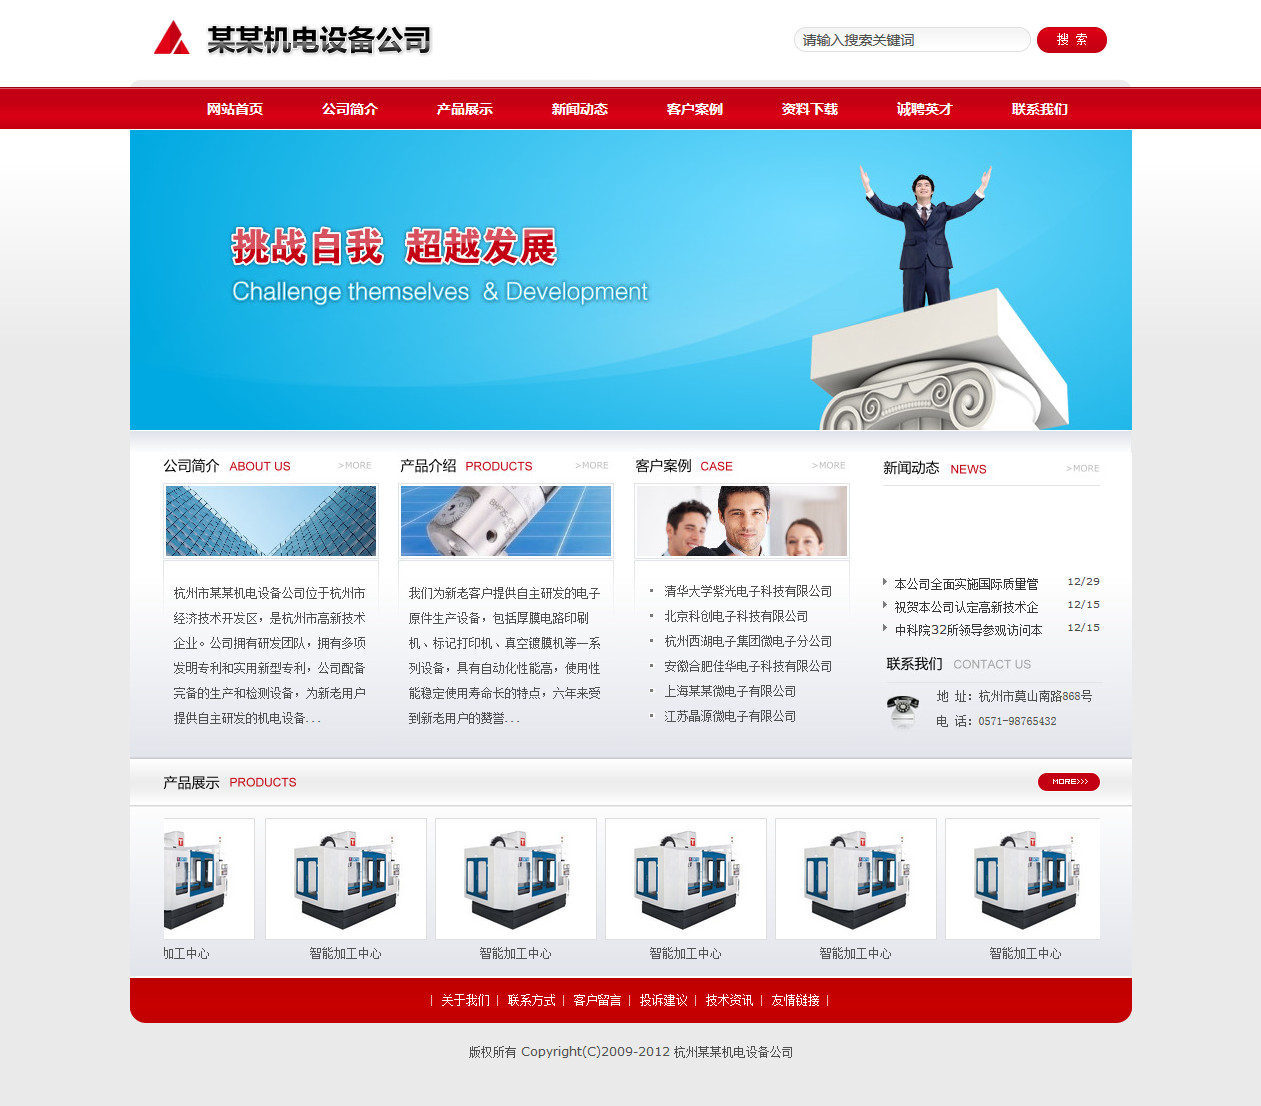 某某机电设备公司
请输入搜索关键词
搜 索
网站首页 公司简介 产品展示 新闻动态 客户案例 资料下载 诚聘英才 联系我们
挑战自我 超越发展
Challenge themselves & Development
公司简介 ABOUT US >MORE
杭州市某某机电设备公司位于杭州市
经济技术开发区，是杭州市高新技术
企业。公司拥有研发团队，拥有多项
发明专利和实用新型专利，公司配备
完备的生产和检测设备，为新老用户
提供自主研发的机电设备...
产品介绍 PRODUCTS >MORE
我们为新老客户提供自主研发的电子
原件生产设备，包括厚膜电路印刷
机、标记打印机、真空镀膜机等一系
列设备，具有自动化性能高，使用性
能稳定使用寿命长的特点，六年来受
到新老用户的赞誉...
客户案例 CASE >MORE
清华大学紫光电子科技有限公司
北京科创电子科技有限公司
杭州西湖电子集团微电子分公司
安徽合肥佳华电子科技有限公司
上海某某微电子有限公司
江苏晶源微电子有限公司
新闻动态 NEWS >MORE
本公司全面实施国际质量管 12/29
祝贺本公司认定高新技术企 12/15
中科院32所领导参观访问本 12/15
联系我们 CONTACT US
地 址：杭州市莫山南路868号
电 话：0571-98765432
产品展示 PRODUCTS
MORE>>>
加工中心 智能加工中心 智能加工中心 智能加工中心 智能加工中心 智能加工中心
| 关于我们 | 联系方式 | 客户留言 | 投诉建议 | 技术资讯 | 友情链接 |
版权所有 Copyright(C)2009-2012 杭州某某机电设备公司